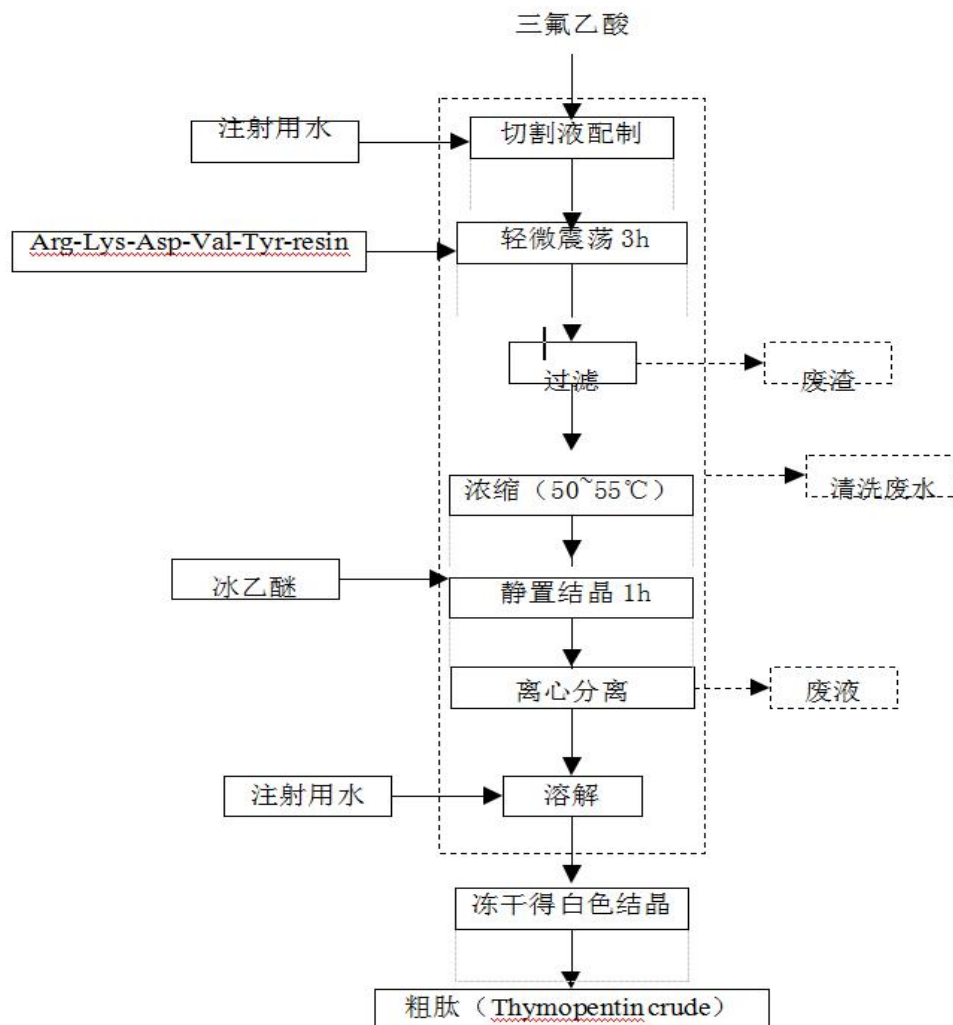 三氟乙酸
注射用水
切割液配制
Arg-Lys-Asp-Val-Tyr-resin
轻微震荡 3h
过滤
废渣
浓缩（50~55℃）
清洗废水
冰乙醚
静置结晶 1h
离心分离
废液
注射用水
溶解
冻干得白色结晶
粗肽（Thymopentin crude）